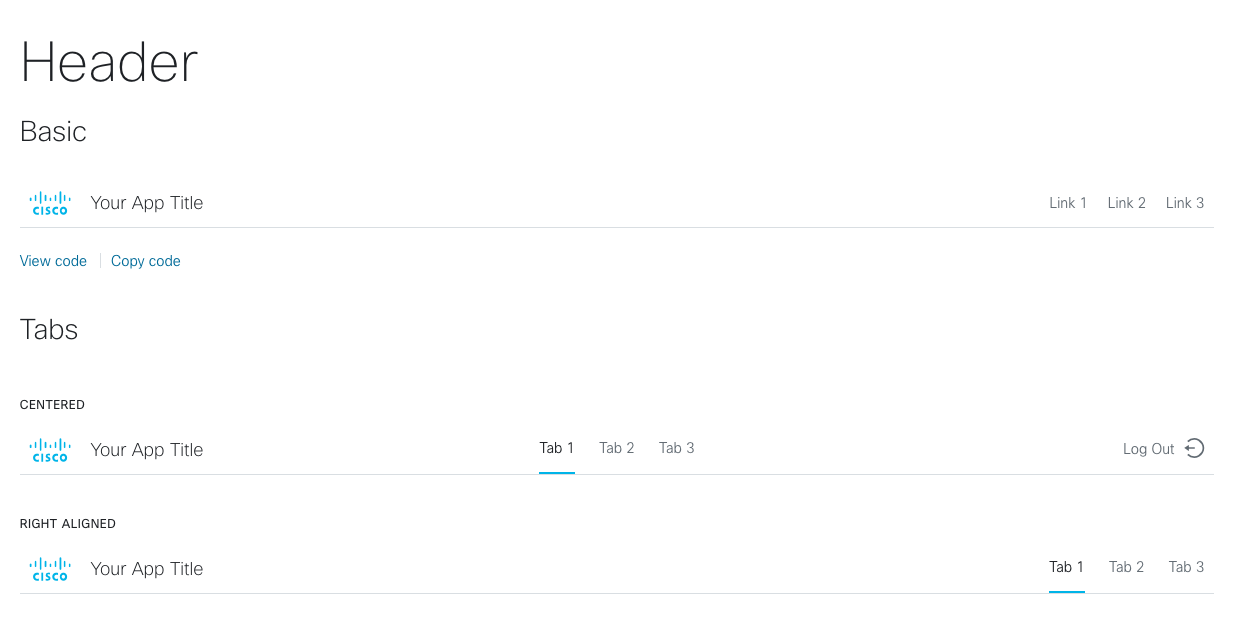 Header
Basic
CISCO Your App Title Link 1 Link 2 Link 3
View code Copy code
Tabs
CENTERED
CISCO Your App Title Tab 1 Tab 2 Tab 3 Log Out
RIGHT ALIGNED
CISCO Your App Title Tab 1 Tab 2 Tab 3